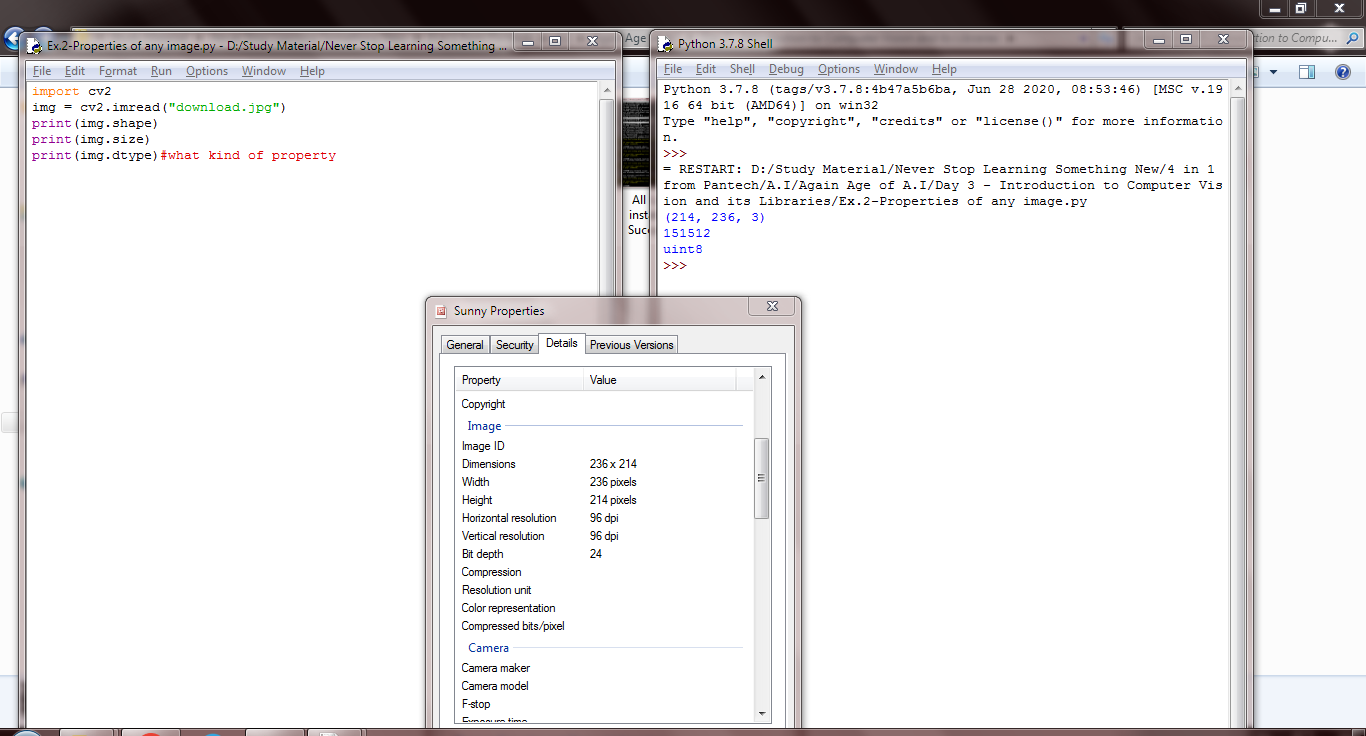 Ex.2-Properties of any image.py - D:/Study Material/Never Stop Learning Something ...
File Edit Format Run Options Window Help
import cv2
img = cv2.imread("download.jpg")
print(img.shape)
print(img.size)
print(img.dtype)#what kind of property
Age
All
inst
Succ
Python 3.7.8 Shell
File Edit Shell Debug Options Window Help
Python 3.7.8 (tags/v3.7.8:4b47a5b6ba, Jun 28 2020, 08:53:46) [MSC v.19
16 64 bit (AMD64)] on win32
Type "help", "copyright", "credits" or "license()" for more informatio
n.
>>>
= RESTART: D:/Study Material/Never Stop Learning Something New/4 in 1
from Pantech/A.I/Again Age of A.I/Day 3 - Introduction to Computer Vis
ion and its Libraries/Ex.2-Properties of any image.py
(214, 236, 3)
151512
uint8
>>>
tion to Compu...
Sunny Properties
General Security Details Previous Versions
Property Value
Copyright
Image
Image ID
Dimensions 236 x 214
Width 236 pixels
Height 214 pixels
Horizontal resolution 96 dpi
Vertical resolution 96 dpi
Bit depth 24
Compression
Resolution unit
Color representation
Compressed bits/pixel
Camera
Camera maker
Camera model
F-stop
Exposure time